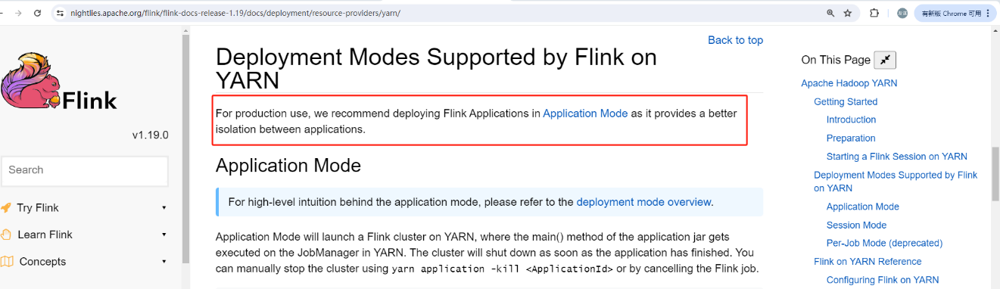 nightlies.apache.org/flink/flink-docs-release-1.19/docs/deployment/resource-providers/yarn/
有新版 Chrome 可用
Flink
v1.19.0
Search
Try Flink
Learn Flink
Concepts
Back to top
Deployment Modes Supported by Flink on
YARN
For production use, we recommend deploying Flink Applications in Application Mode as it provides a better
isolation between applications.
Application Mode
For high-level intuition behind the application mode, please refer to the deployment mode overview.
Application Mode will launch a Flink cluster on YARN, where the main() method of the application jar gets
executed on the JobManager in YARN. The cluster will shut down as soon as the application has finished. You
can manually stop the cluster using yarn application -kill <ApplicationId> or by cancelling the Flink job.
On This Page
Apache Hadoop YARN
Getting Started
Introduction
Preparation
Starting a Flink Session on YARN
Deployment Modes Supported by Flink
on YARN
Application Mode
Session Mode
Per-Job Mode (deprecated)
Flink on YARN Reference
Configuring Flink on YARN